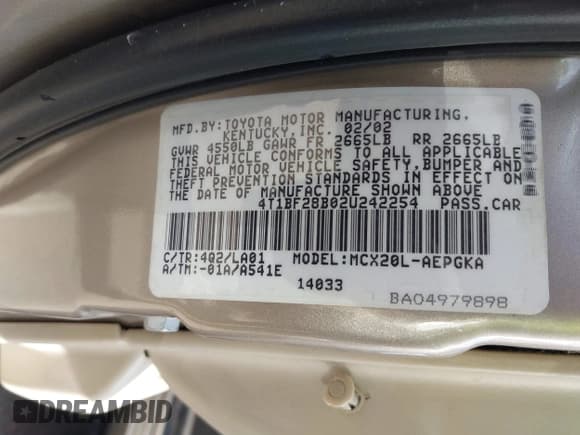 MFD.BY:TOYOTA MOTOR MANUFACTURING,
KENTUCKY,INC. 02/02
GVWR 4550LB GAWR FR 2665LB RR 2665LB
THIS VEHICLE CONFORMS TO ALL APPLICABLE
FEDERAL MOTOR VEHICLE SAFETY,BUMPER AND
THEFT PREVENTION STANDARDS IN EFFECT ON
THE DATE OF MANUFACTURE SHOWN ABOVE
4T1BF28B02U242254 PASS.CAR
C/TR:4Q2/LA01 MODEL:MCX20L-AEPGKA
A/TM:-01A/A541E
14033
BA04979898
DREAMBID